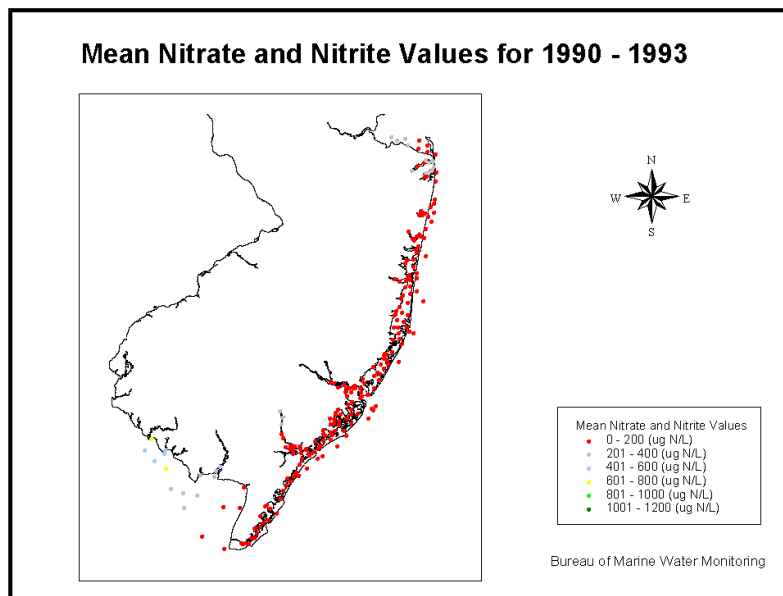 Mean Nitrate and Nitrite Values for 1990 - 1993
N
W E
S
Mean Nitrate and Nitrite Values
0 - 200 (ug N/L)
201 - 400 (ug N/L)
401 - 600 (ug N/L)
601 - 800 (ug N/L)
801 - 1000 (ug N/L)
1001 - 1200 (ug N/L)
Bureau of Marine Water Monitoring